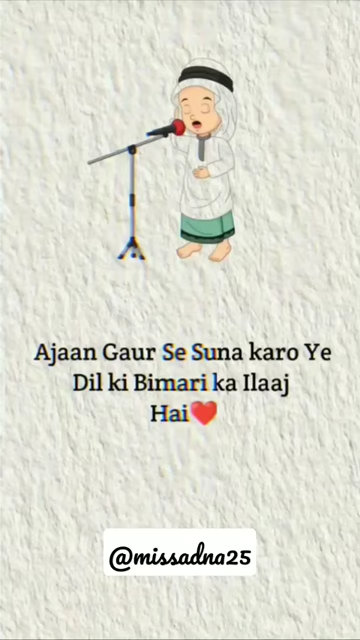 Ajaan Gaur Se Suna karo Ye
Dil ki Bimari ka Ilaaj
Hai❤️
@missadna25